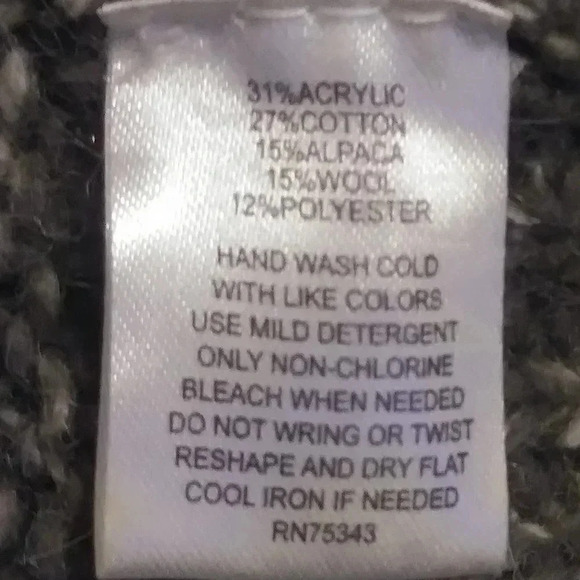 31%ACRYLIC
27%COTTON
15%ALPACA
15%WOOL
12%POLYESTER
HAND WASH COLD
WITH LIKE COLORS
USE MILD DETERGENT
ONLY NON-CHLORINE
BLEACH WHEN NEEDED
DO NOT WRING OR TWIST
RESHAPE AND DRY FLAT
COOL IRON IF NEEDED
RN75343